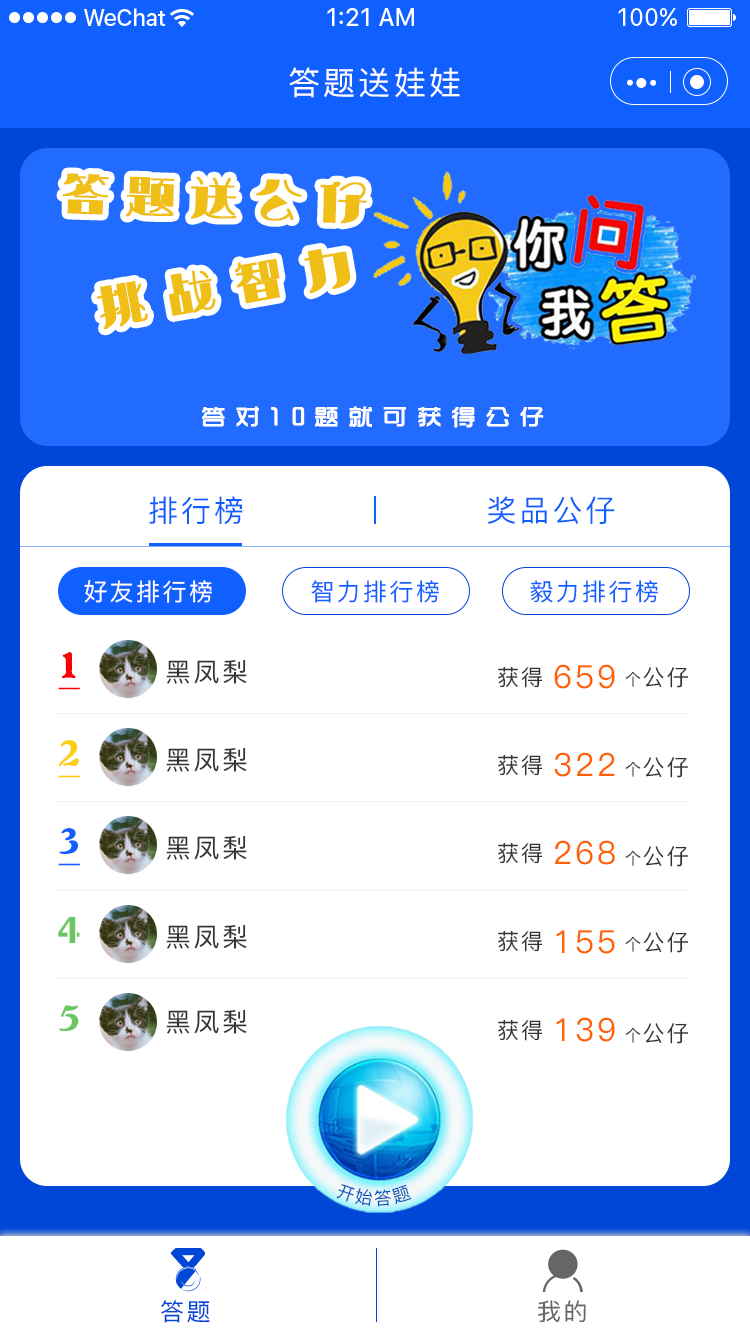 WeChat 1:21 AM 100%
答题送娃娃
答题送公仔
挑战智力
你问
我答
答对10题就可获得公仔
排行榜 奖品公仔
好友排行榜 智力排行榜 毅力排行榜
1 黑凤梨 获得 659 个公仔
2 黑凤梨 获得 322 个公仔
3 黑凤梨 获得 268 个公仔
4 黑凤梨 获得 155 个公仔
5 黑凤梨 获得 139 个公仔
开始答题
答题 我的